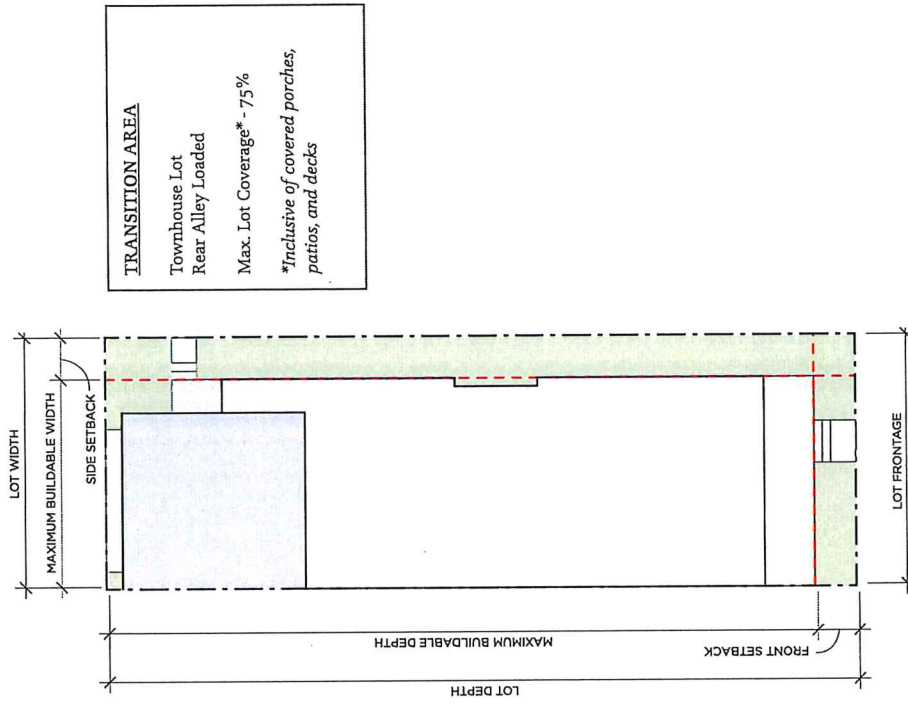 TRANSITION AREA
Townhouse Lot
Rear Alley Loaded
Max. Lot Coverage* - 75%
*Inclusive of covered porches,
patios, and decks
LOT WIDTH
MAXIMUM BUILDABLE WIDTH
SIDE SETBACK
MAXIMUM BUILDABLE DEPTH
FRONT SETBACK
LOT DEPTH
LOT FRONTAGE